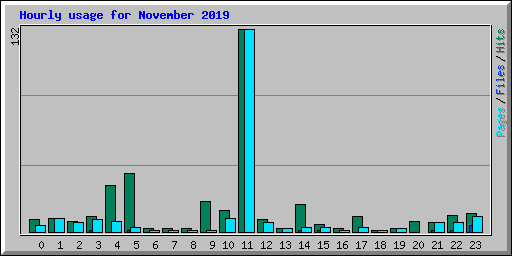 Hourly usage for November 2019
132
Pages/Files/Hits
0 1 2 3 4 5 6 7 8 9 10 11 12 13 14 15 16 17 18 19 20 21 22 23